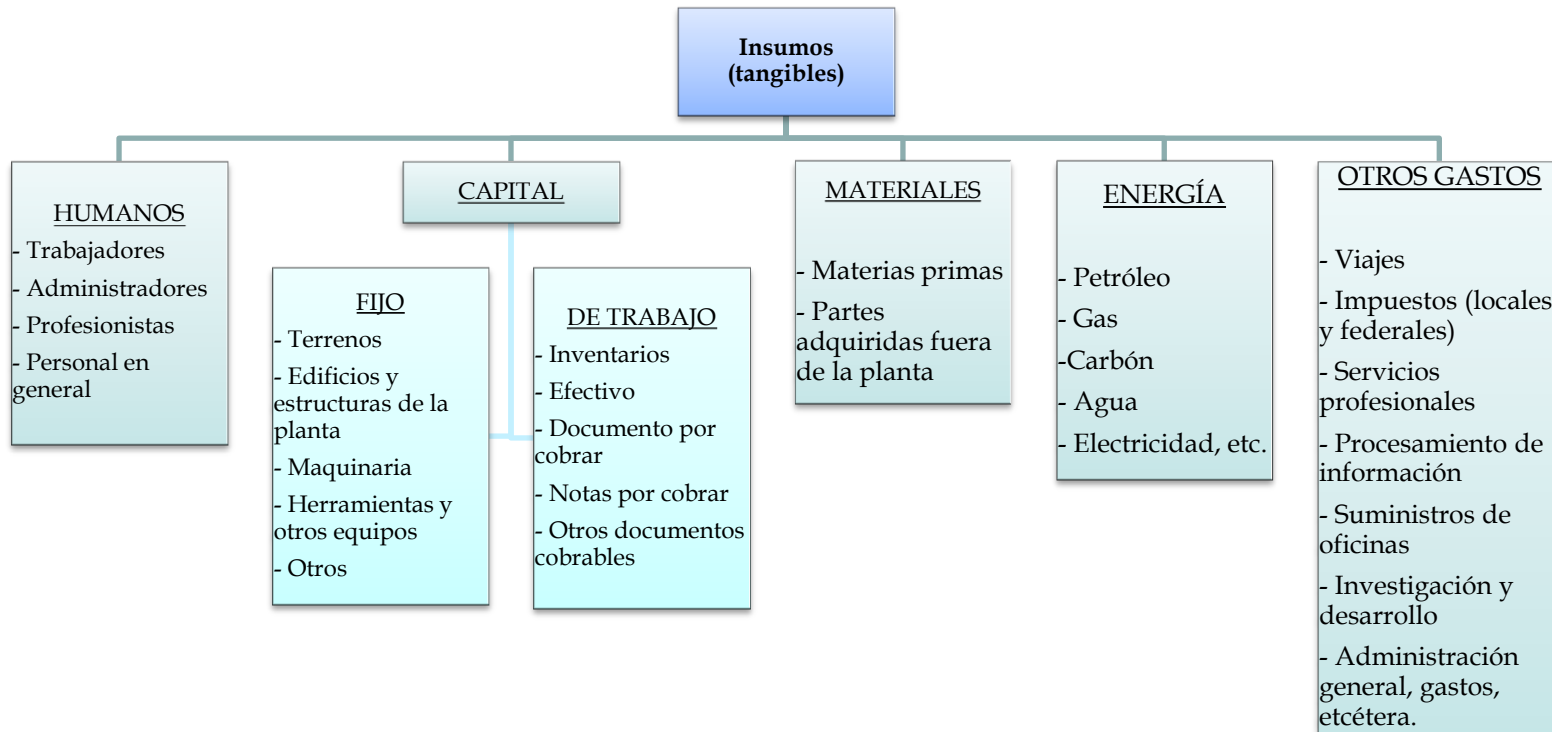 Insumos
(tangibles)
HUMANOS
- Trabajadores
- Administradores
- Profesionistas
- Personal en
general
CAPITAL
FIJO
- Terrenos
- Edificios y
estructuras de la
planta
- Maquinaria
- Herramientas y
otros equipos
- Otros
DE TRABAJO
- Inventarios
- Efectivo
- Documento por
cobrar
- Notas por cobrar
- Otros documentos
cobrables
MATERIALES
- Materias primas
- Partes
adquiridas fuera
de la planta
ENERGÍA
- Petróleo
- Gas
-Carbón
- Agua
- Electricidad, etc.
OTROS GASTOS
- Viajes
- Impuestos (locales
y federales)
- Servicios
profesionales
- Procesamiento de
información
- Suministros de
oficinas
- Investigación y
desarrollo
- Administración
general, gastos,
etcétera.